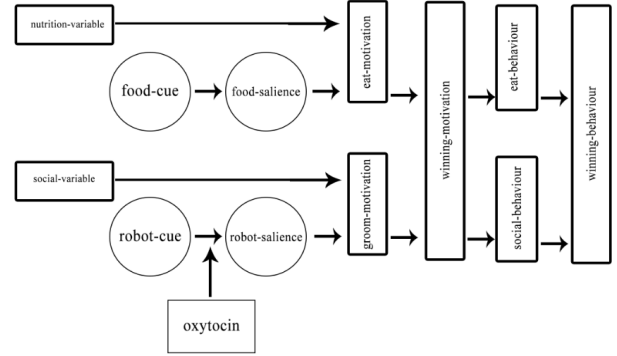 nutrition-variable
food-cue
food-salience
eat-motivation
winning-motivation
eat-behaviour
winning-behaviour
social-variable
robot-cue
robot-salience
groom-motivation
social-behaviour
oxytocin